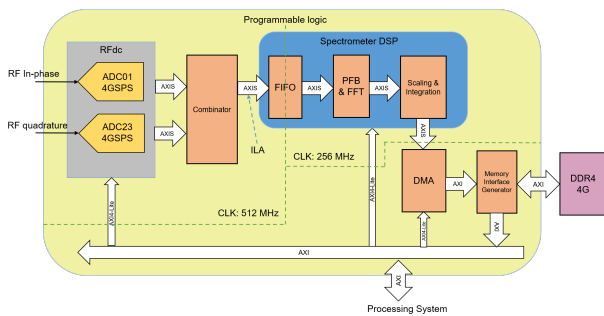 Programmable logic
RFdc
Spectrometer DSP
RF In-phase
ADC01
4GSPS
AXIS
Combinator
AXIS
FIFO
AXIS
PFB
& FFT
AXIS
Scaling &
Integration
RF quadrature
ADC23
4GSPS
AXIS
ILA
AXIS
CLK: 256 MHz
AXI4-Lite
AXI4-Lite
DMA
AXI
Memory
Interface
Generator
AXI
DDR4
4G
CLK: 512 MHz
AXI4-Lite
AXI
AXI
AXI
Processing System